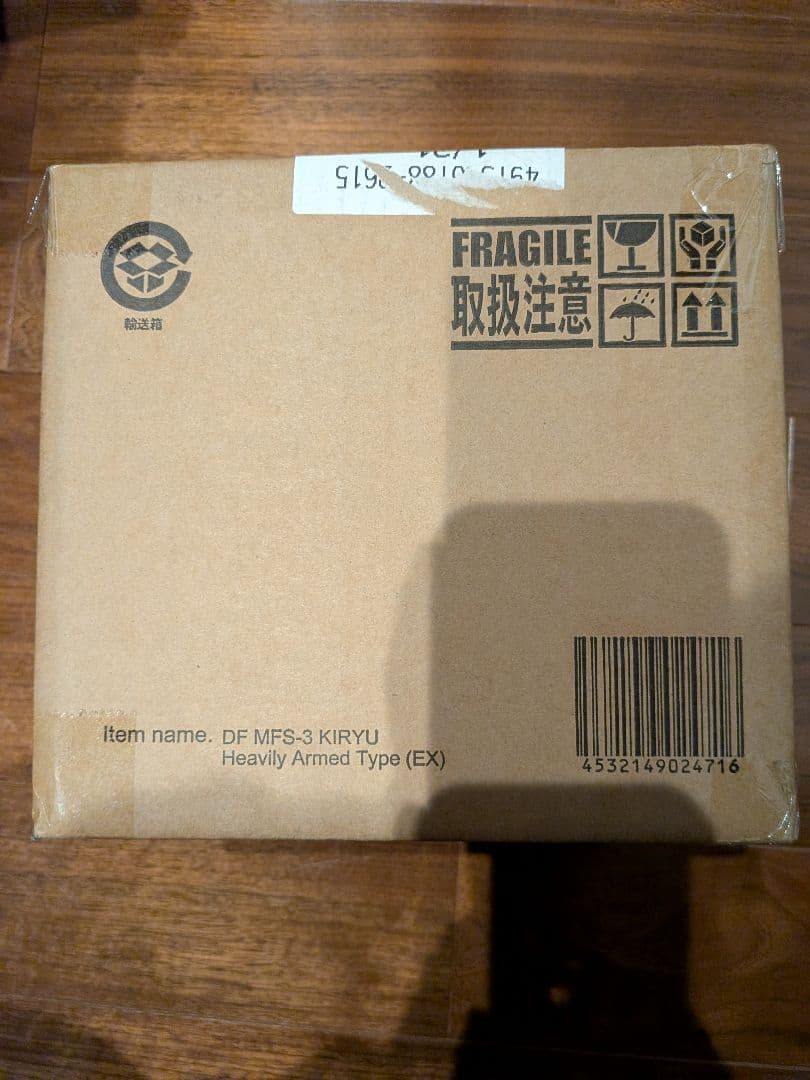 FRAGILE
取扱注意
輸送箱
Item name. DF MFS-3 KIRYU
Heavily Armed Type (EX)
4532149024716